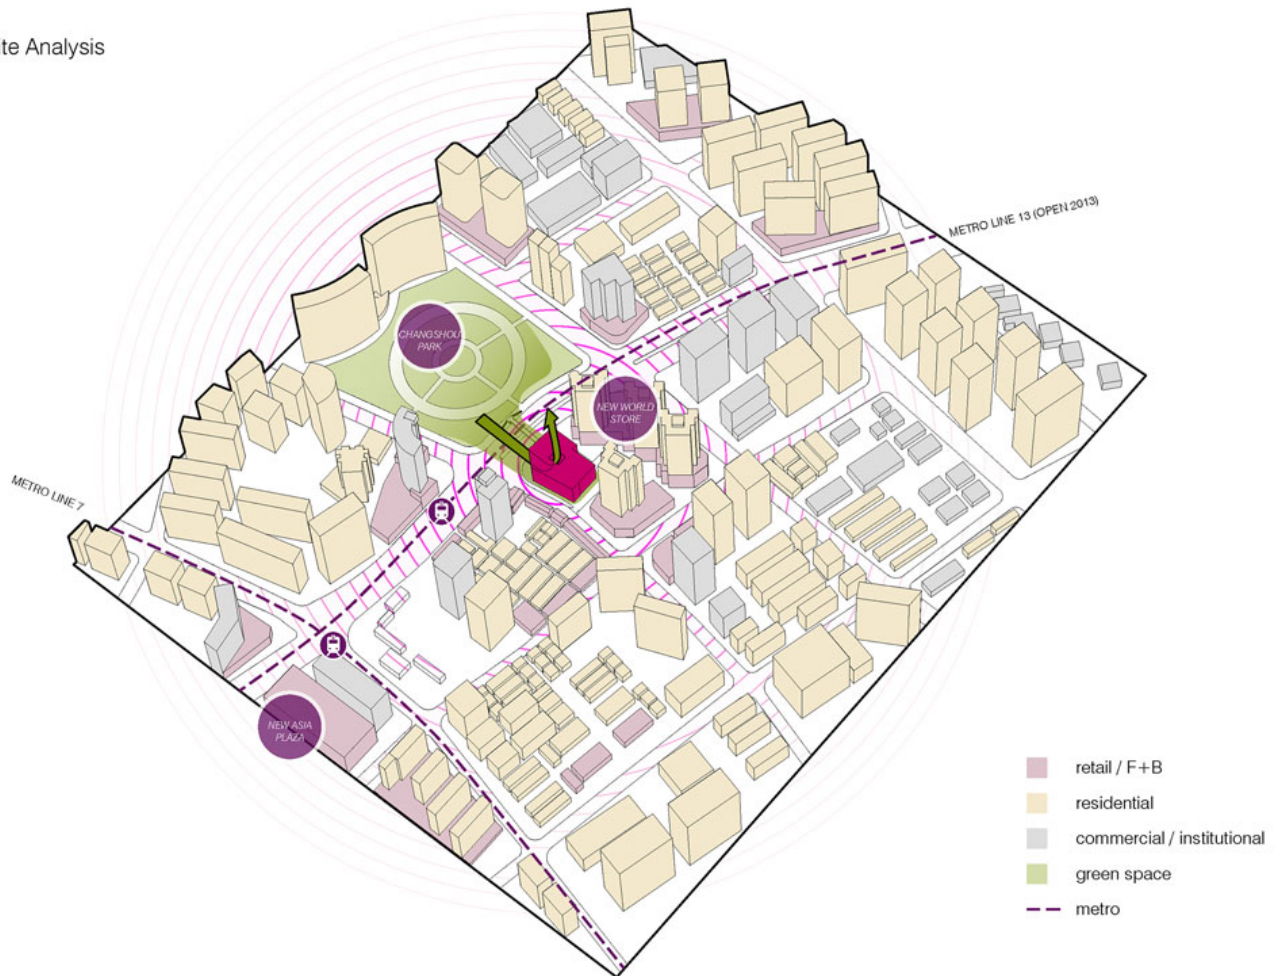 ite Analysis
METRO LINE 13 (OPEN 2013)
CHANGSHOU
PARK
NEW WORLD
STORE
METRO LINE 7
NEW ASIA
PLAZA
retail / F+B
residential
commercial / institutional
green space
metro